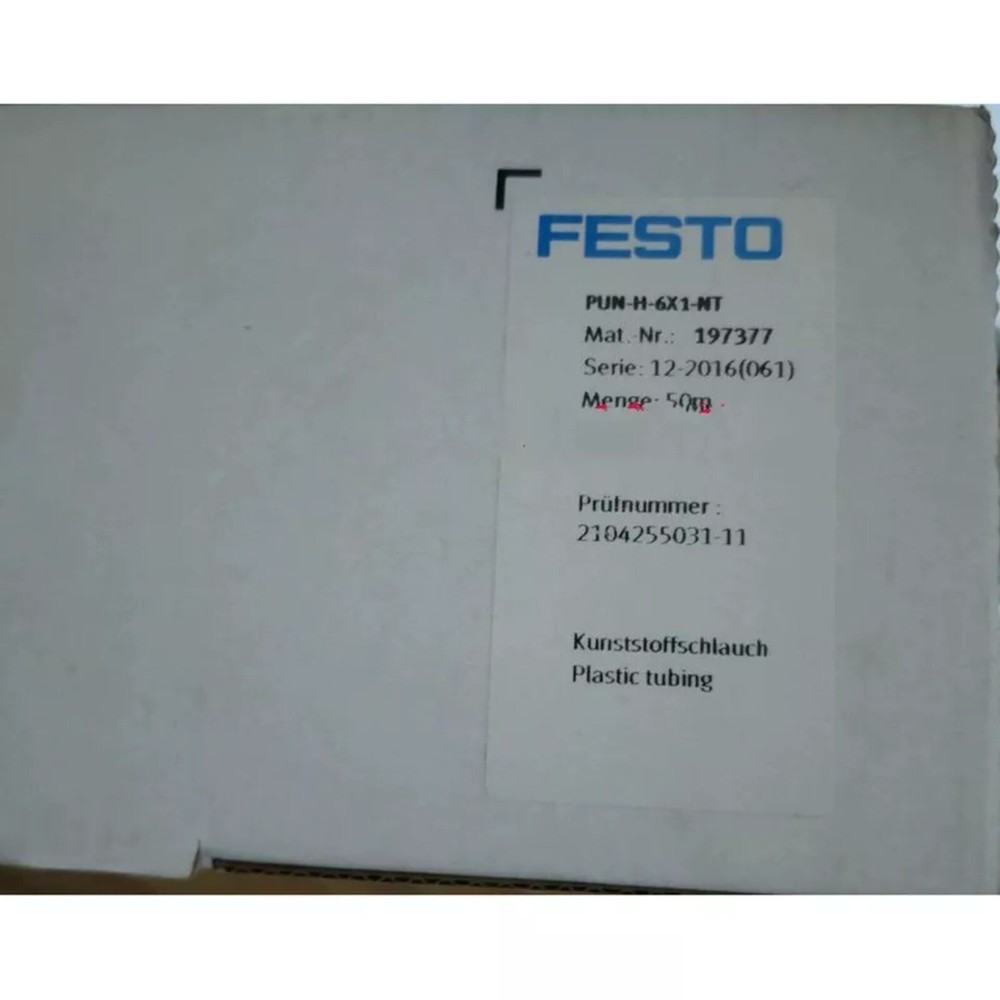 FESTO
PUN-H-6X1-NT
Mat.-Nr.: 197377
Serie: 12-2016(061)
Menge: 50m
Prüfnummer :
2104255031-11
Kunststoffschlauch
Plastic tubing